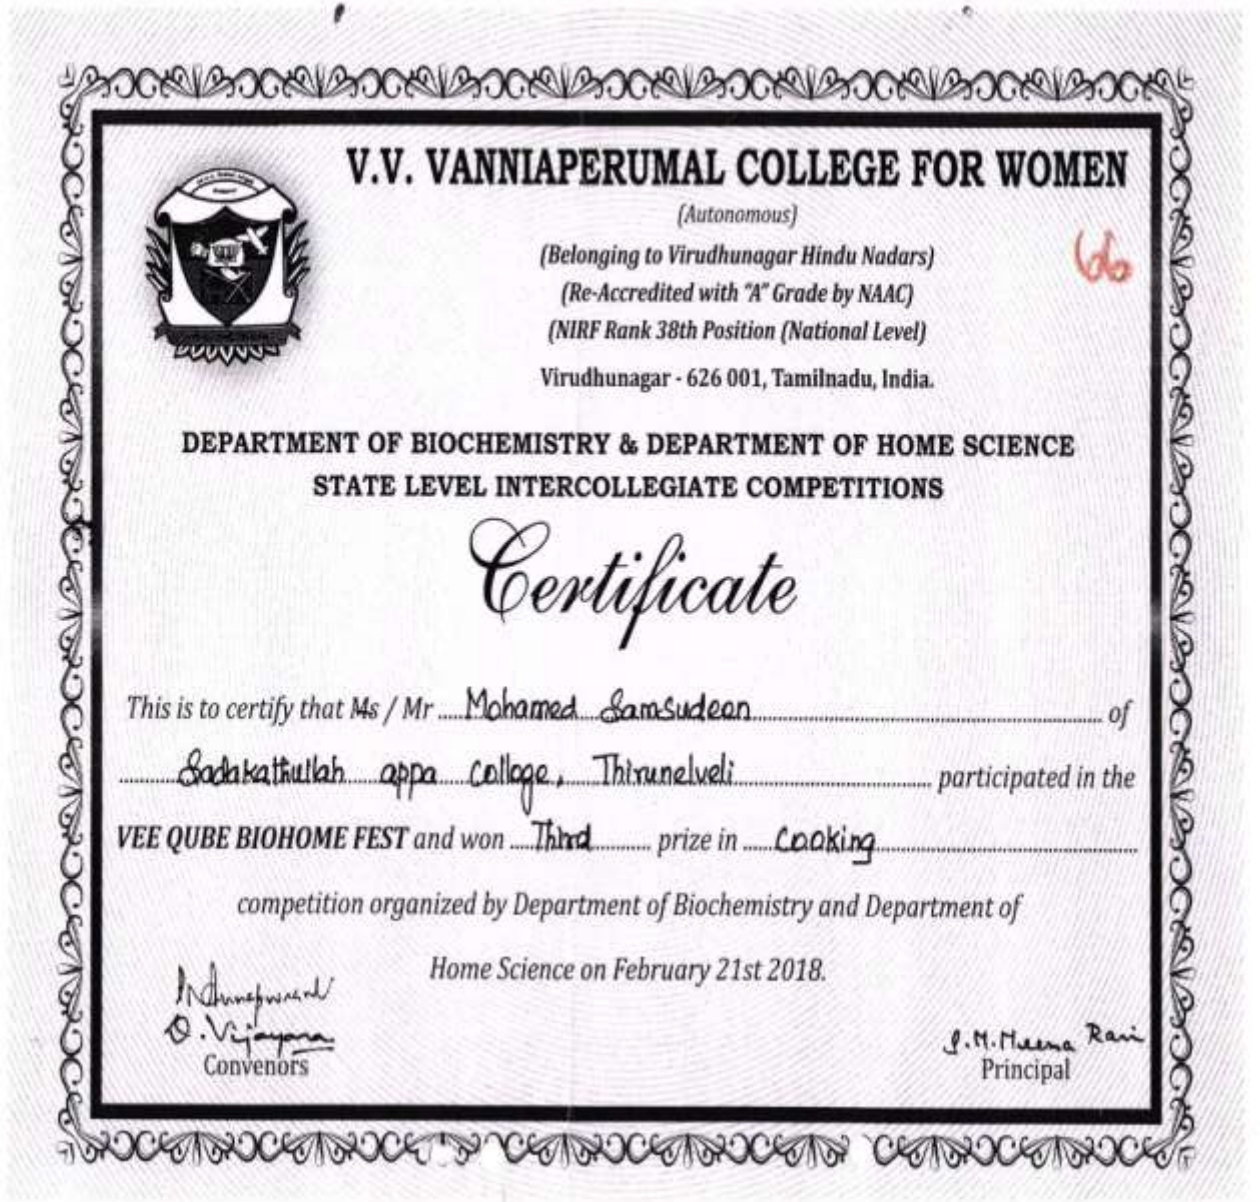 V.V. VANNIAPERUMAL COLLEGE FOR WOMEN
(Autonomous)
(Belonging to Virudhunagar Hindu Nadars)
66
(Re-Accredited with "A" Grade by NAAC)
(NIRF Rank 38th Position (National Level)
Virudhunagar - 626 001, Tamilnadu, India.
DEPARTMENT OF BIOCHEMISTRY & DEPARTMENT OF HOME SCIENCE
STATE LEVEL INTERCOLLEGIATE COMPETITIONS
Certificate
This is to certify that Ms / Mr Mohamed Samsudeen of
Sadakathullah appa college, Thirunelveli participated in the
VEE QUBE BIOHOME FEST and won Third prize in Cooking
competition organized by Department of Biochemistry and Department of
Home Science on February 21st 2018.
D. Vijayana
Convenors
S.M. Meena Rani
Principal